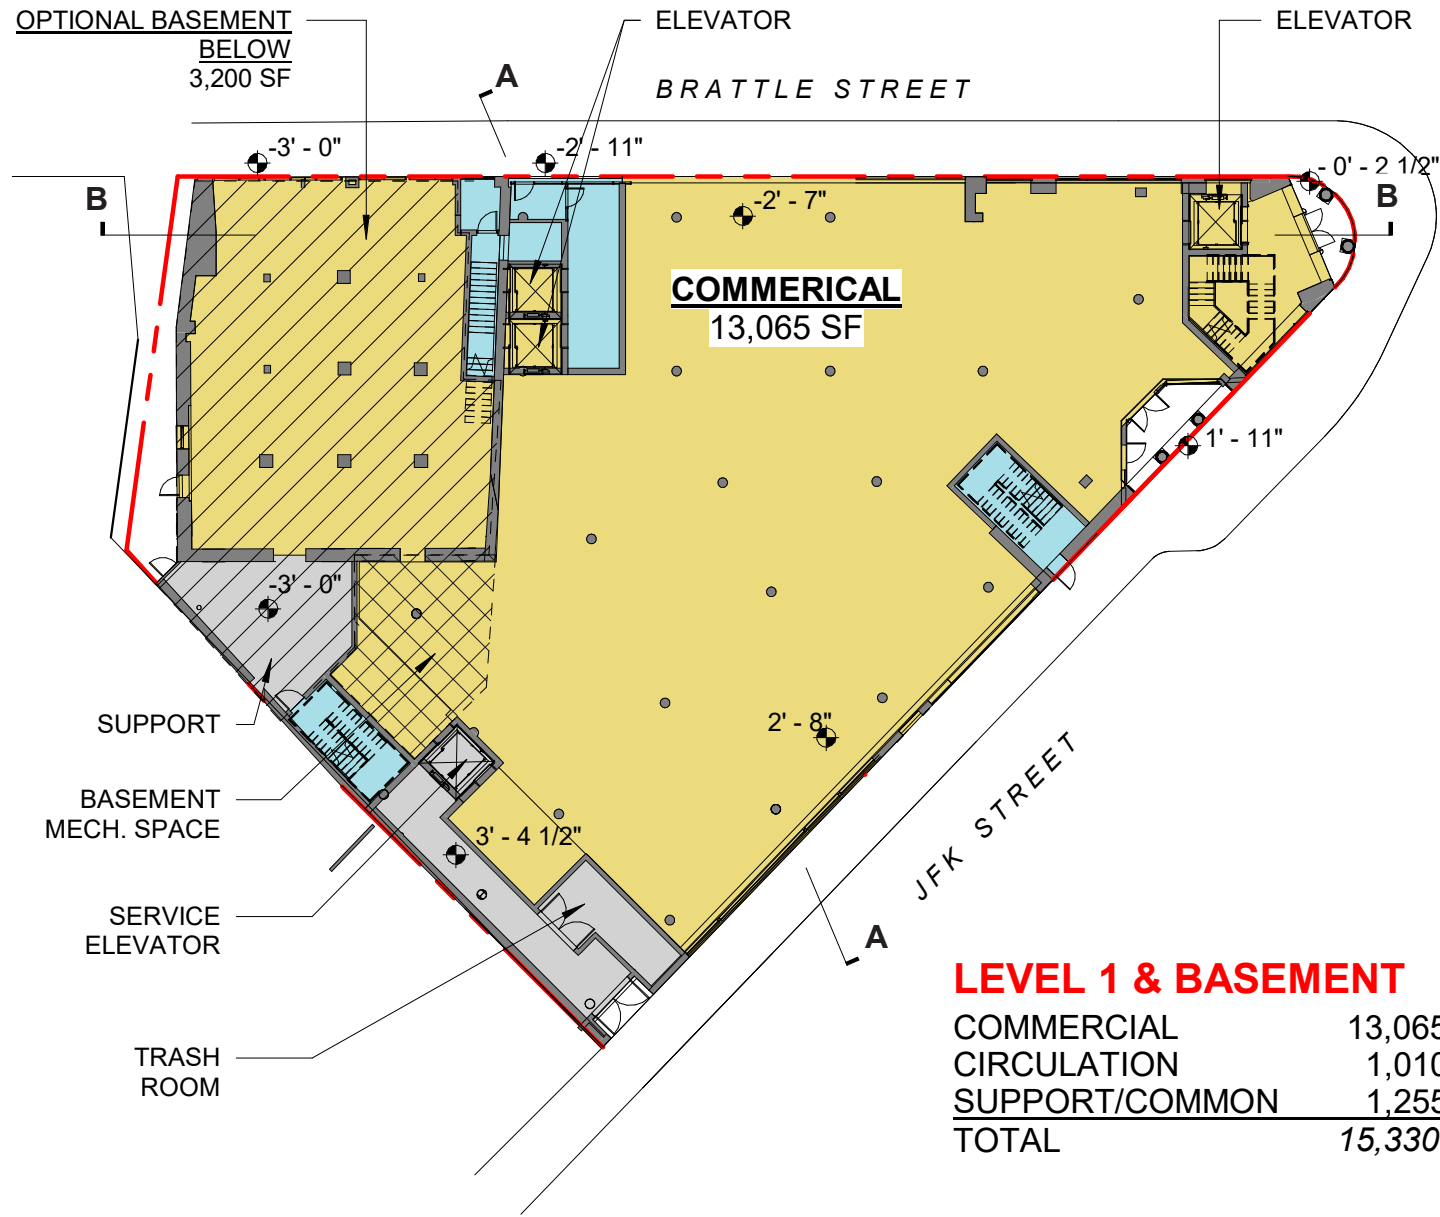 OPTIONAL BASEMENT
BELOW
3,200 SF
ELEVATOR
ELEVATOR
A
BRATTLE STREET
-3' - 0"
-2' - 11"
- 0' - 2 1/2"
B
B
-2' - 7"
COMMERICAL
13,065 SF
1' - 11"
-3' - 0"
SUPPORT
2' - 8"
BASEMENT
MECH. SPACE
3' - 4 1/2"
JFK STREET
SERVICE
ELEVATOR
A
TRASH
ROOM
LEVEL 1 & BASEMENT
COMMERCIAL 13,065
CIRCULATION 1,010
SUPPORT/COMMON 1,255
TOTAL 15,330